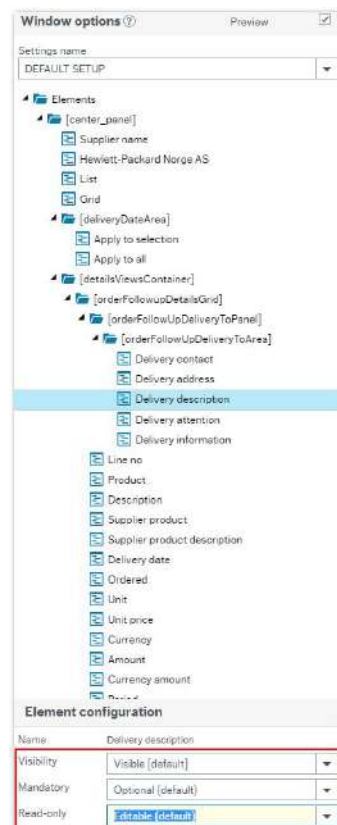 Window options ? Preview
Settings name
DEFAULT SETUP
Elements
[center_panel]
Supplier name
Hewlett-Packard Norge AS
List
Grid
[deliveryDateArea]
Apply to selection
Apply to all
[detailsViewsContainer]
[orderFollowupDetailsGrid]
[orderFollowUpDeliveryToPanel]
[orderFollowUpDeliveryToArea]
Delivery contact
Delivery address
Delivery description
Delivery attention
Delivery information
Line no
Product
Description
Supplier product
Supplier product description
Delivery date
Ordered
Unit
Unit price
Currency
Amount
Currency amount
Period
Element configuration
Name Delivery description
Visibility Visible (default)
Mandatory Optional (default)
Read-only Editable (default)